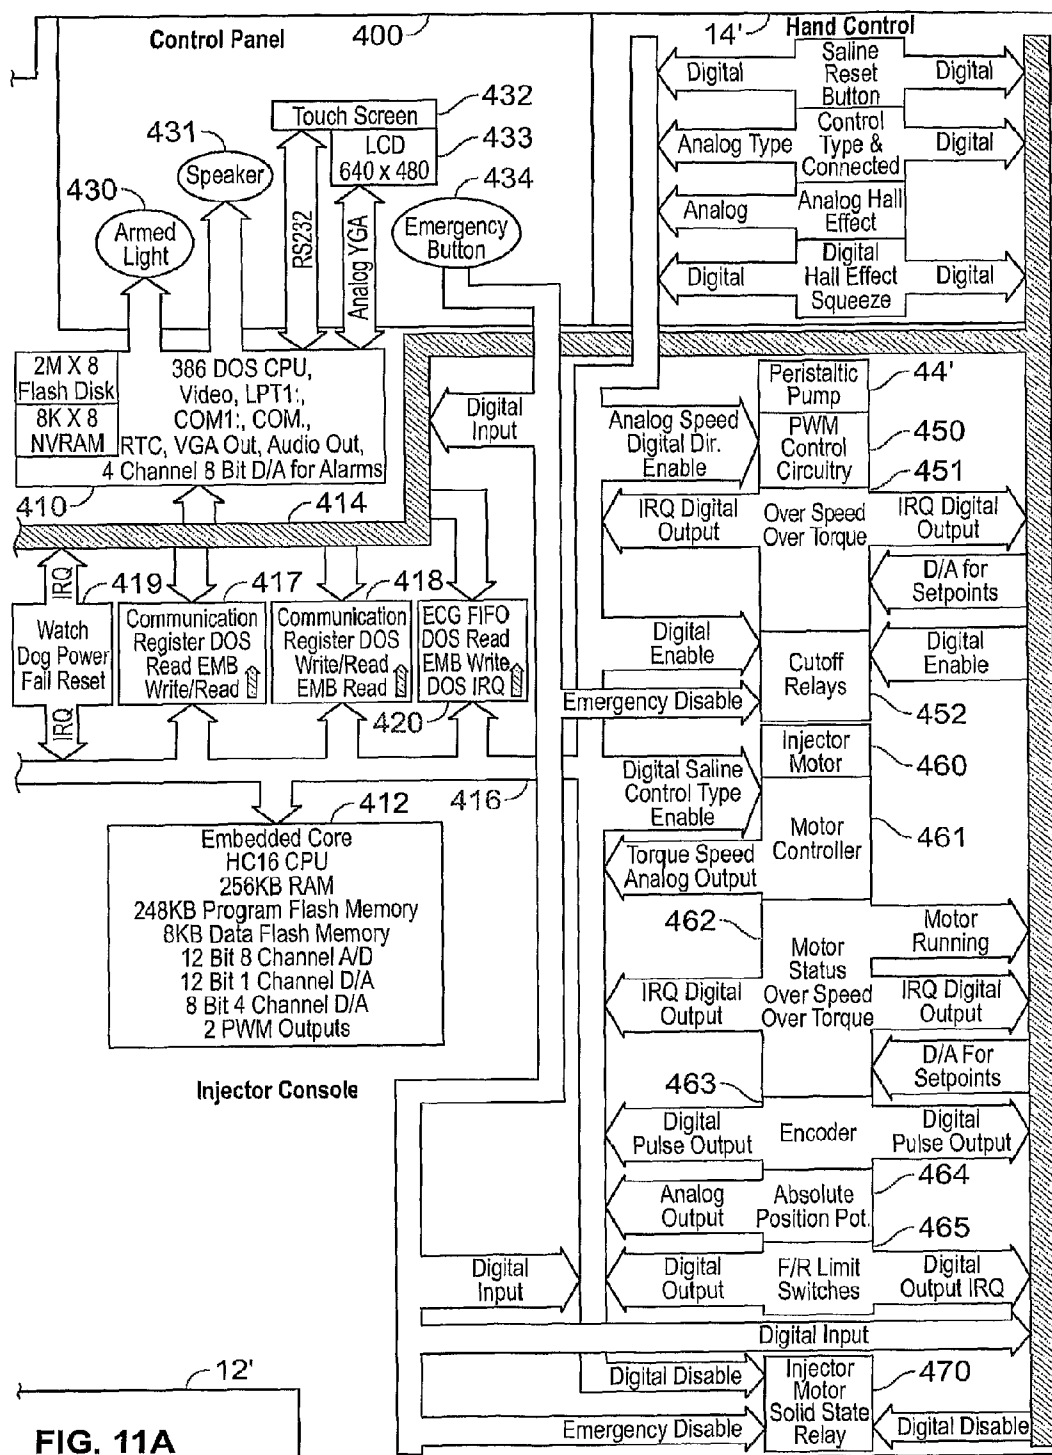 Control Panel
400
14'
Hand Control
Digital
Saline
Reset
Button
Digital
Analog Type
Control
Type &
Connected
Digital
Analog
Analog Hall
Effect
Digital
Digital
Hall Effect
Squeeze
Digital
432
Touch Screen
433
LCD
640 x 480
431
Speaker
430
Armed
Light
434
Emergency
Button
RS232
Analog YGA
2M X 8
Flash Disk
8K X 8
NVRAM
386 DOS CPU,
Video, LPT1:,
COM1:, COM.,
RTC, VGA Out, Audio Out,
4 Channel 8 Bit D/A for Alarms
410
414
Digital
Input
IRQ
419
Watch
Dog Power
Fail Reset
IRQ
417
Communication
Register DOS
Read EMB
Write/Read
418
Communication
Register DOS
Write/Read
EMB Read
ECG FIFO
DOS Read
EMB Write
DOS IRQ
420
416
412
Embedded Core
HC16 CPU
256KB RAM
248KB Program Flash Memory
8KB Data Flash Memory
12 Bit 8 Channel A/D
12 Bit 1 Channel D/A
8 Bit 4 Channel D/A
2 PWM Outputs
Injector Console
Peristaltic
Pump
44'
Analog Speed
Digital Dir.
Enable
PWM
Control
Circuitry
450
451
IRQ Digital
Output
Over Speed
Over Torque
IRQ Digital
Output
D/A for
Setpoints
Digital
Enable
Cutoff
Relays
Digital
Enable
Emergency Disable
452
Injector
Motor
460
Digital Saline
Control Type
Enable
Motor
Controller
461
Torque Speed
Analog Output
462
Motor
Status
Over Speed
Over Torque
Motor
Running
IRQ Digital
Output
IRQ Digital
Output
D/A For
Setpoints
463
Digital
Pulse Output
Encoder
Digital
Pulse Output
464
Analog
Output
Absolute
Position Pot.
465
Digital
Input
Digital
Output
F/R Limit
Switches
Digital
Output IRQ
Digital Input
Digital Disable
Injector
Motor
Solid State
Relay
470
Emergency Disable
Digital Disable
12'
FIG. 11A